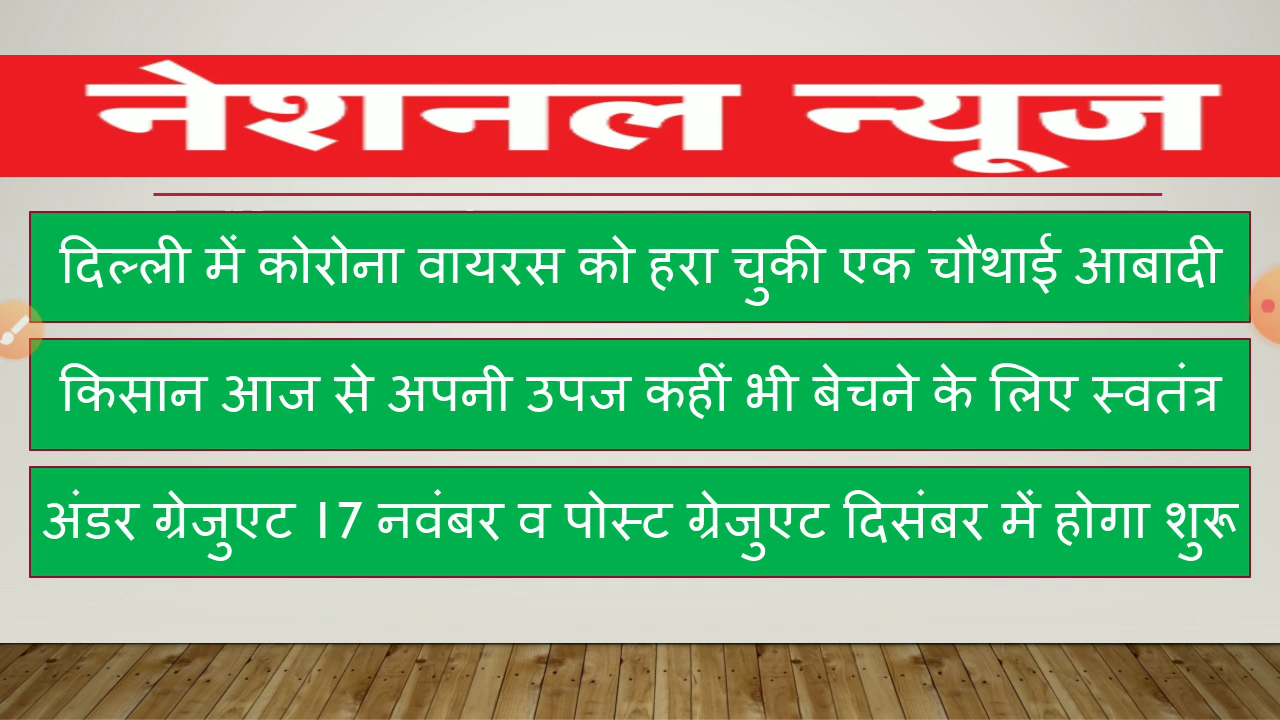 नेशनल न्यूज
दिल्ली में कोरोना वायरस को हरा चुकी एक चौथाई आबादी
किसान आज से अपनी उपज कहीं भी बेचने के लिए स्वतंत्र
अंडर ग्रेजुएट 17 नवंबर व पोस्ट ग्रेजुएट दिसंबर में होगा शुरू